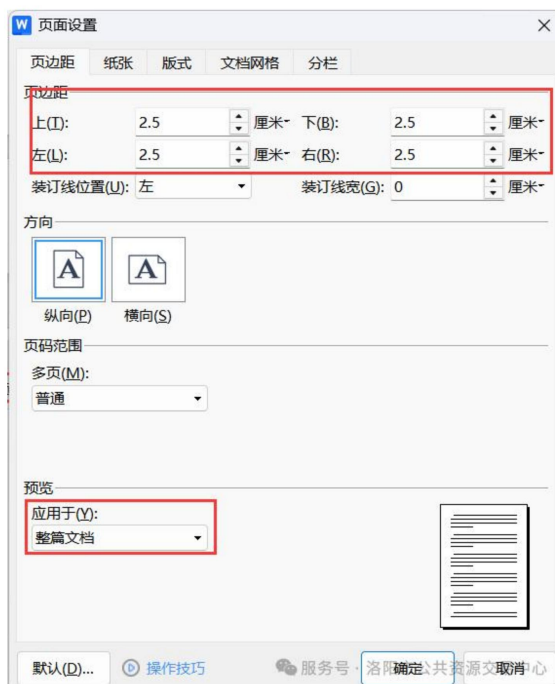 W 页面设置
页边距 纸张 版式 文档网格 分栏
页边距
上(T): 2.5 厘米 下(B): 2.5 厘米
左(L): 2.5 厘米 右(R): 2.5 厘米
装订线位置(U): 左 装订线宽(G): 0 厘米
方向
A A
纵向(P) 横向(S)
页码范围
多页(M):
普通
预览
应用于(Y):
整篇文档
默认(D)... 操作技巧 确定 取消
服务号 · 洛阳 公共资源交易中心